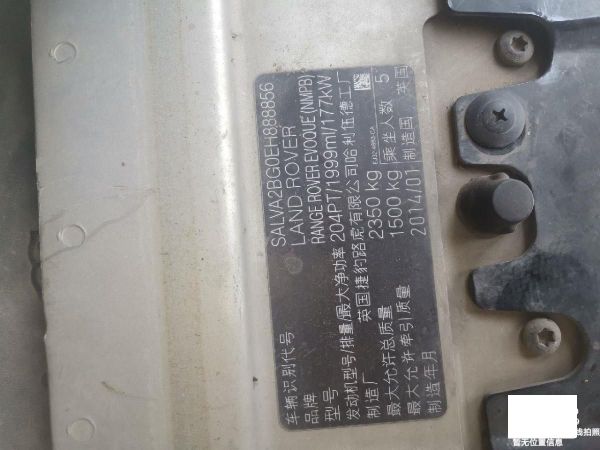 车辆识别代号 SALVA2BG0EH888856
品牌 LAND ROVER
型号 RANGE ROVER EVOQUE (NMPB)
发动机型号/排量/最大净功率 204PT/1999ml/177kW
制造厂 英国捷豹路虎有限公司哈利伍德工厂
最大允许总质量 2350 kg
最大允许牵引质量 1500 kg 乘坐人数 5
制造年月 2014/01 制造国 英国
线拍照
暂无位置信息